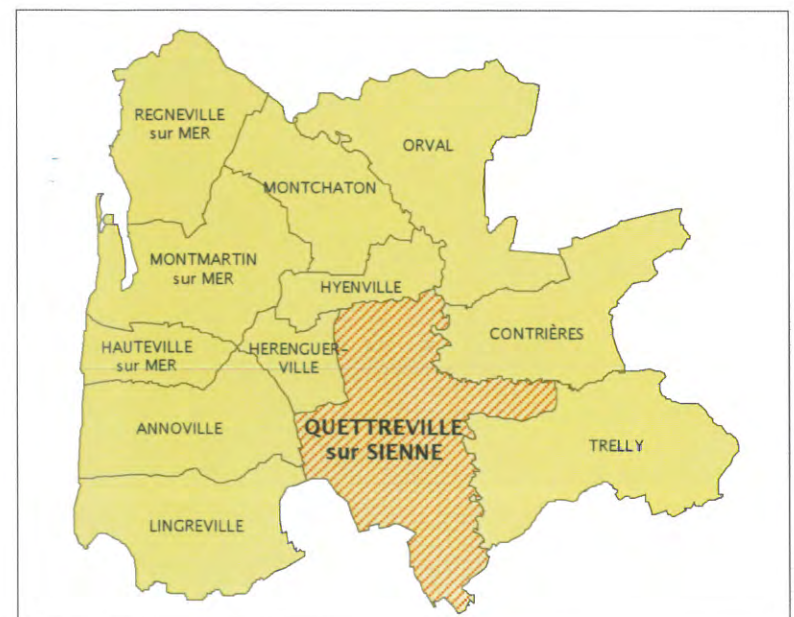 REGNEVILLE
sur MER
ORVAL
MONTCHATON
MONTMARTIN
sur MER
HYENVILLE
HAUTEVILLE
sur MER
HERENGUER-
VILLE
CONTRIÈRES
ANNOVILLE
QUETTREVILLE
sur SIENNE
TRELLY
LINGREVILLE